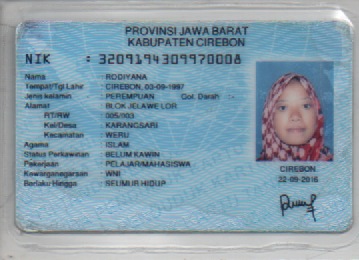 PROVINSI JAWA BARAT
KABUPATEN CIREBON
NIK : 3209194309970008
Nama : RODIYANA
Tempat/Tgl Lahir : CIREBON, 03-09-1997
Jenis kelamin : PEREMPUAN Gol. Darah : -
Alamat : BLOK JELAWE LOR
RT/RW : 005/003
Kel/Desa : KARANGSARI
Kecamatan : WERU
Agama : ISLAM
Status Perkawinan : BELUM KAWIN
Pekerjaan : PELAJAR/MAHASISWA
Kewarganegaraan : WNI
Berlaku Hingga : SEUMUR HIDUP
CIREBON
22-09-2016